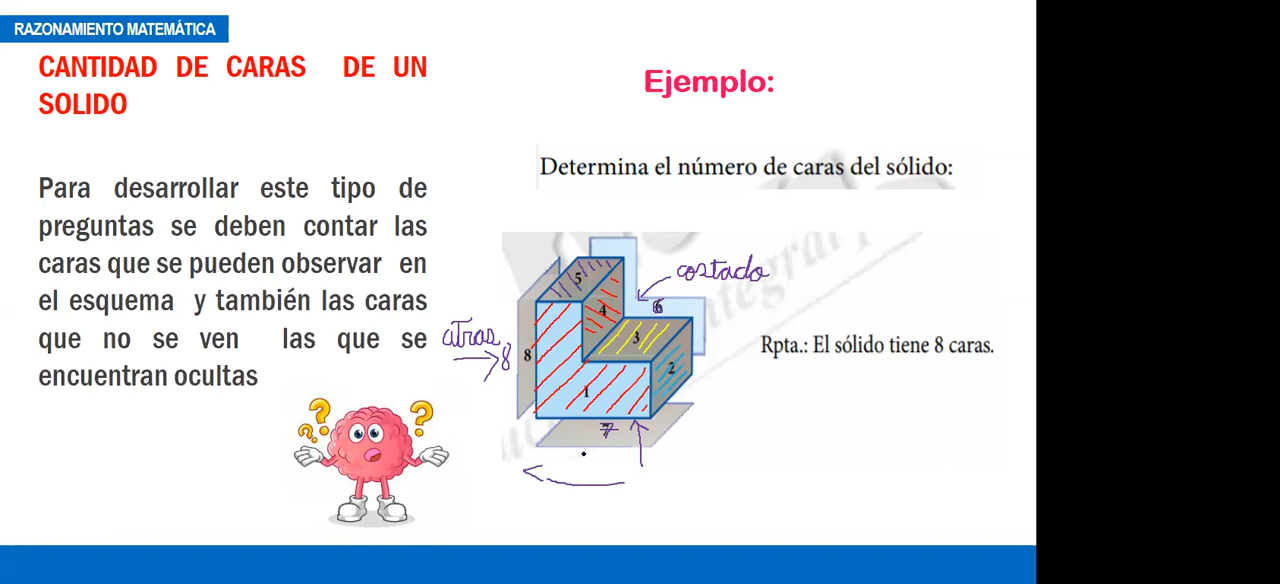 RAZONAMIENTO MATEMÁTICA
CANTIDAD DE CARAS DE UN
SOLIDO
Para desarrollar este tipo de
preguntas se deben contar las
caras que se pueden observar en
el esquema y también las caras
que no se ven las que se
encuentran ocultas
Ejemplo:
Determina el número de caras del sólido:
costado
5
4
6
3
atras
8
8
2
1
7
Rpta.: El sólido tiene 8 caras.